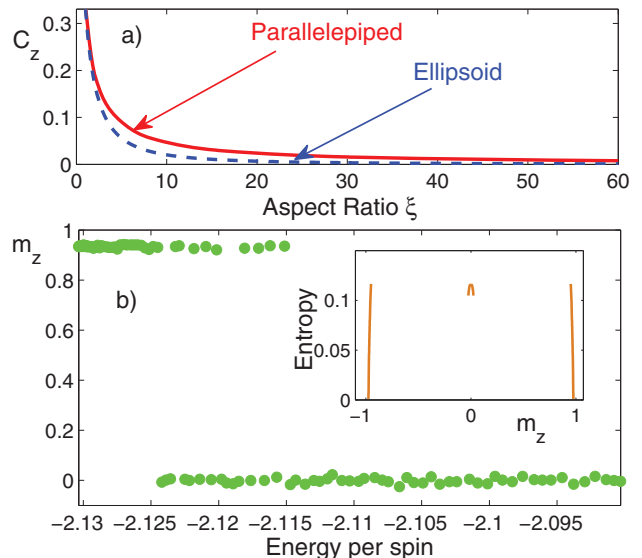 0.3
C_z
a)
Parallelepiped
0.2
Ellipsoid
0.1
0
0 10 20 30 40 50 60
Aspect Ratio ξ
1
m_z
0.8
b)
0.6
0.4
0.2
0
Entropy
0.1
0.05
0
−1 0 1
m_z
−2.13 −2.125 −2.12 −2.115 −2.11 −2.105 −2.1 −2.095
Energy per spin